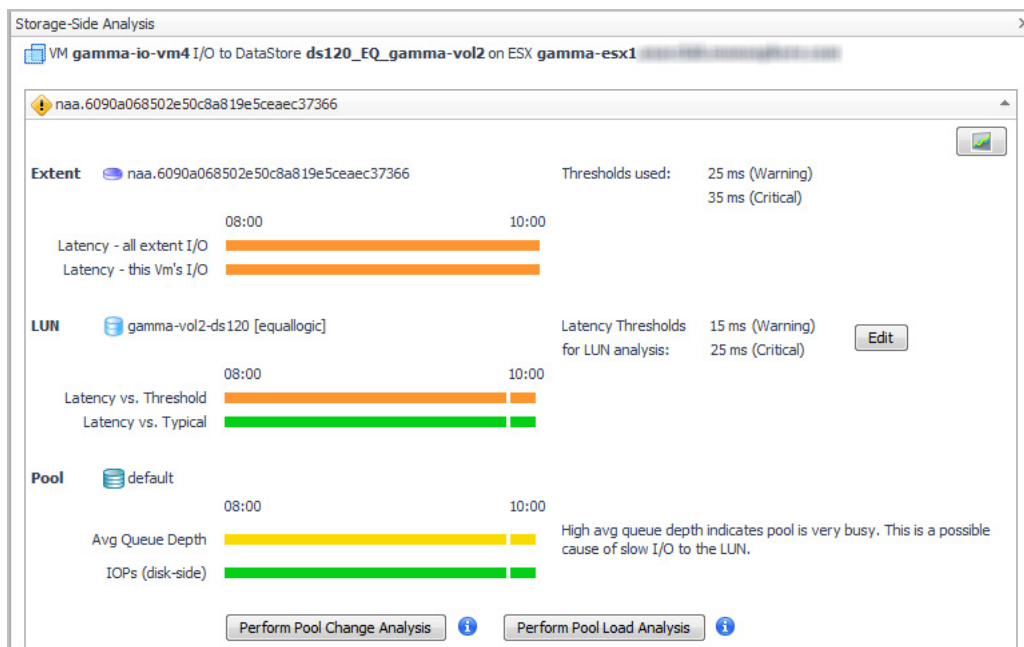 Storage-Side Analysis
VM gamma-io-vm4 I/O to DataStore ds120_EQ_gamma-vol2 on ESX gamma-esx1
naa.6090a068502e50c8a819e5ceaec37366
Extent naa.6090a068502e50c8a819e5ceaec37366 Thresholds used: 25 ms (Warning)
35 ms (Critical)
08:00 10:00
Latency - all extent I/O
Latency - this Vm's I/O
LUN gamma-vol2-ds120 [equallogic] Latency Thresholds 15 ms (Warning)
for LUN analysis: 25 ms (Critical) Edit
08:00 10:00
Latency vs. Threshold
Latency vs. Typical
Pool default
08:00 10:00
High avg queue depth indicates pool is very busy. This is a possible
Avg Queue Depth
cause of slow I/O to the LUN.
IOPs (disk-side)
Perform Pool Change Analysis Perform Pool Load Analysis